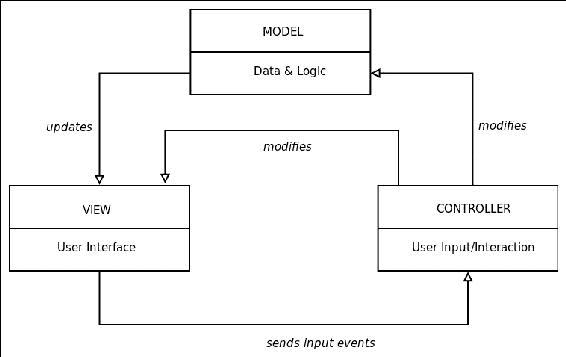 MODEL
Data & Logic
updates
modifies
modifies
VIEW
User Interface
CONTROLLER
User Input/Interaction
sends input events